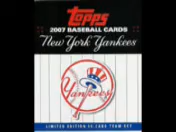 Topps
2007 BASEBALL CARDS
New York Yankees
Yankees
LIMITED EDITION 14-CARD TEAM SET